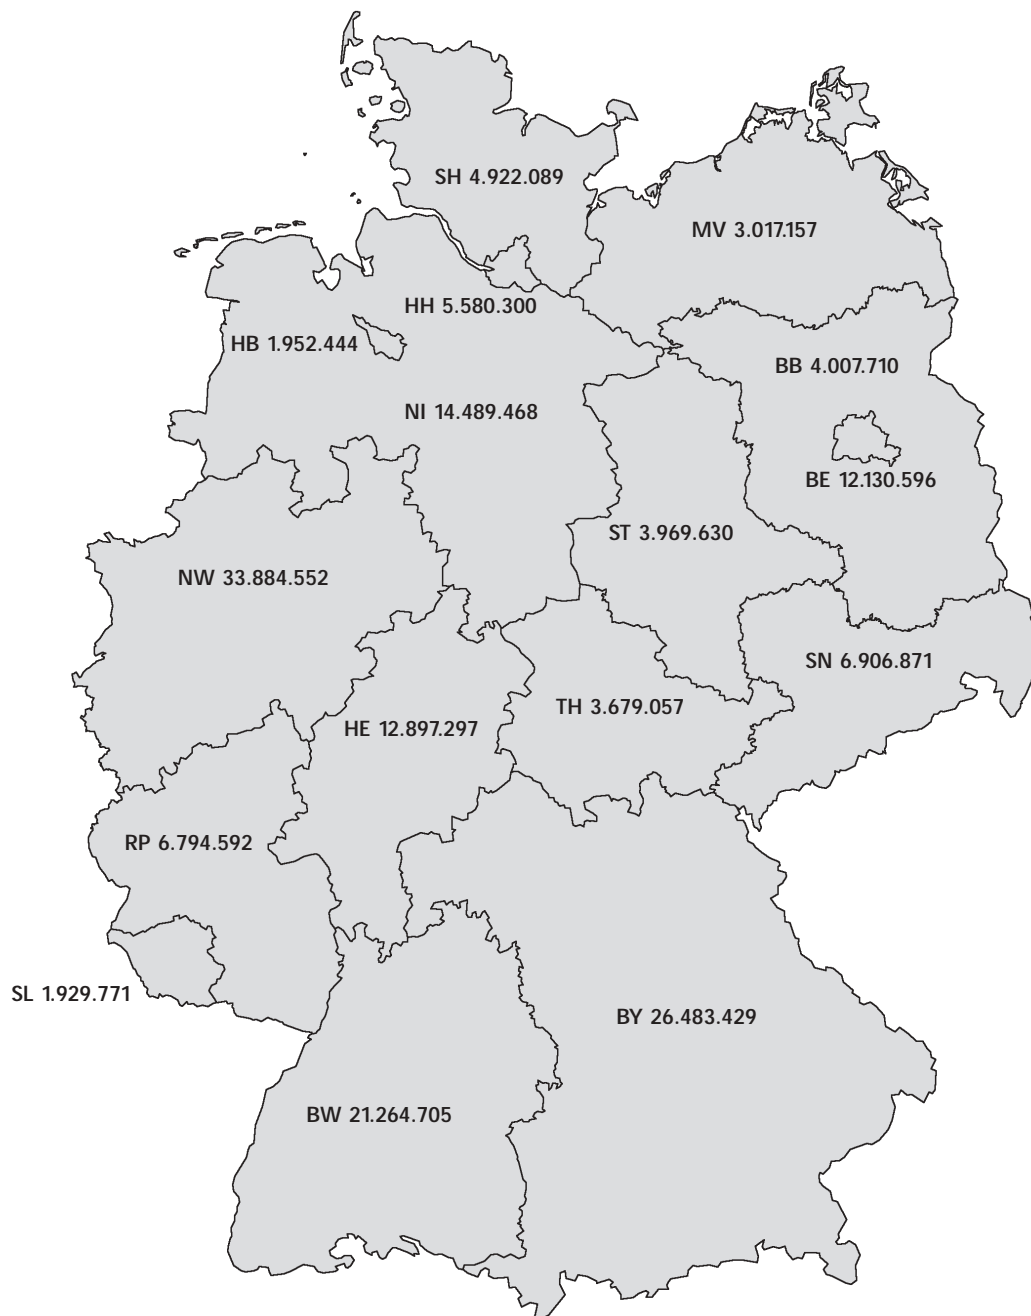 SH 4.922.089
MV 3.017.157
HH 5.580.300
HB 1.952.444
BB 4.007.710
NI 14.489.468
BE 12.130.596
ST 3.969.630
NW 33.884.552
SN 6.906.871
TH 3.679.057
HE 12.897.297
RP 6.794.592
SL 1.929.771
BY 26.483.429
BW 21.264.705